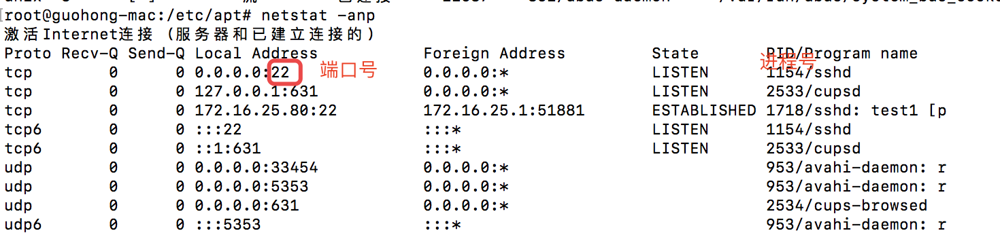 [root@guohong-mac:/etc/apt# netstat -anp
激活Internet连接 (服务器和已建立连接的)
Proto Recv-Q Send-Q Local Address           Foreign Address         State       PID/Program name
tcp        0      0 0.0.0.0:22 端口号           0.0.0.0:*               LISTEN      进程号 1154/sshd
tcp        0      0 127.0.0.1:631           0.0.0.0:*               LISTEN      2533/cupsd
tcp        0      0 172.16.25.80:22         172.16.25.1:51881       ESTABLISHED 1718/sshd: test1 [p
tcp6       0      0 :::22                   :::*                    LISTEN      1154/sshd
tcp6       0      0 ::1:631                 :::*                    LISTEN      2533/cupsd
udp        0      0 0.0.0.0:33454           0.0.0.0:*                           953/avahi-daemon: r
udp        0      0 0.0.0.0:5353            0.0.0.0:*                           953/avahi-daemon: r
udp        0      0 0.0.0.0:631             0.0.0.0:*                           2534/cups-browsed
udp6       0      0 :::5353                 :::*                                953/avahi-daemon: r